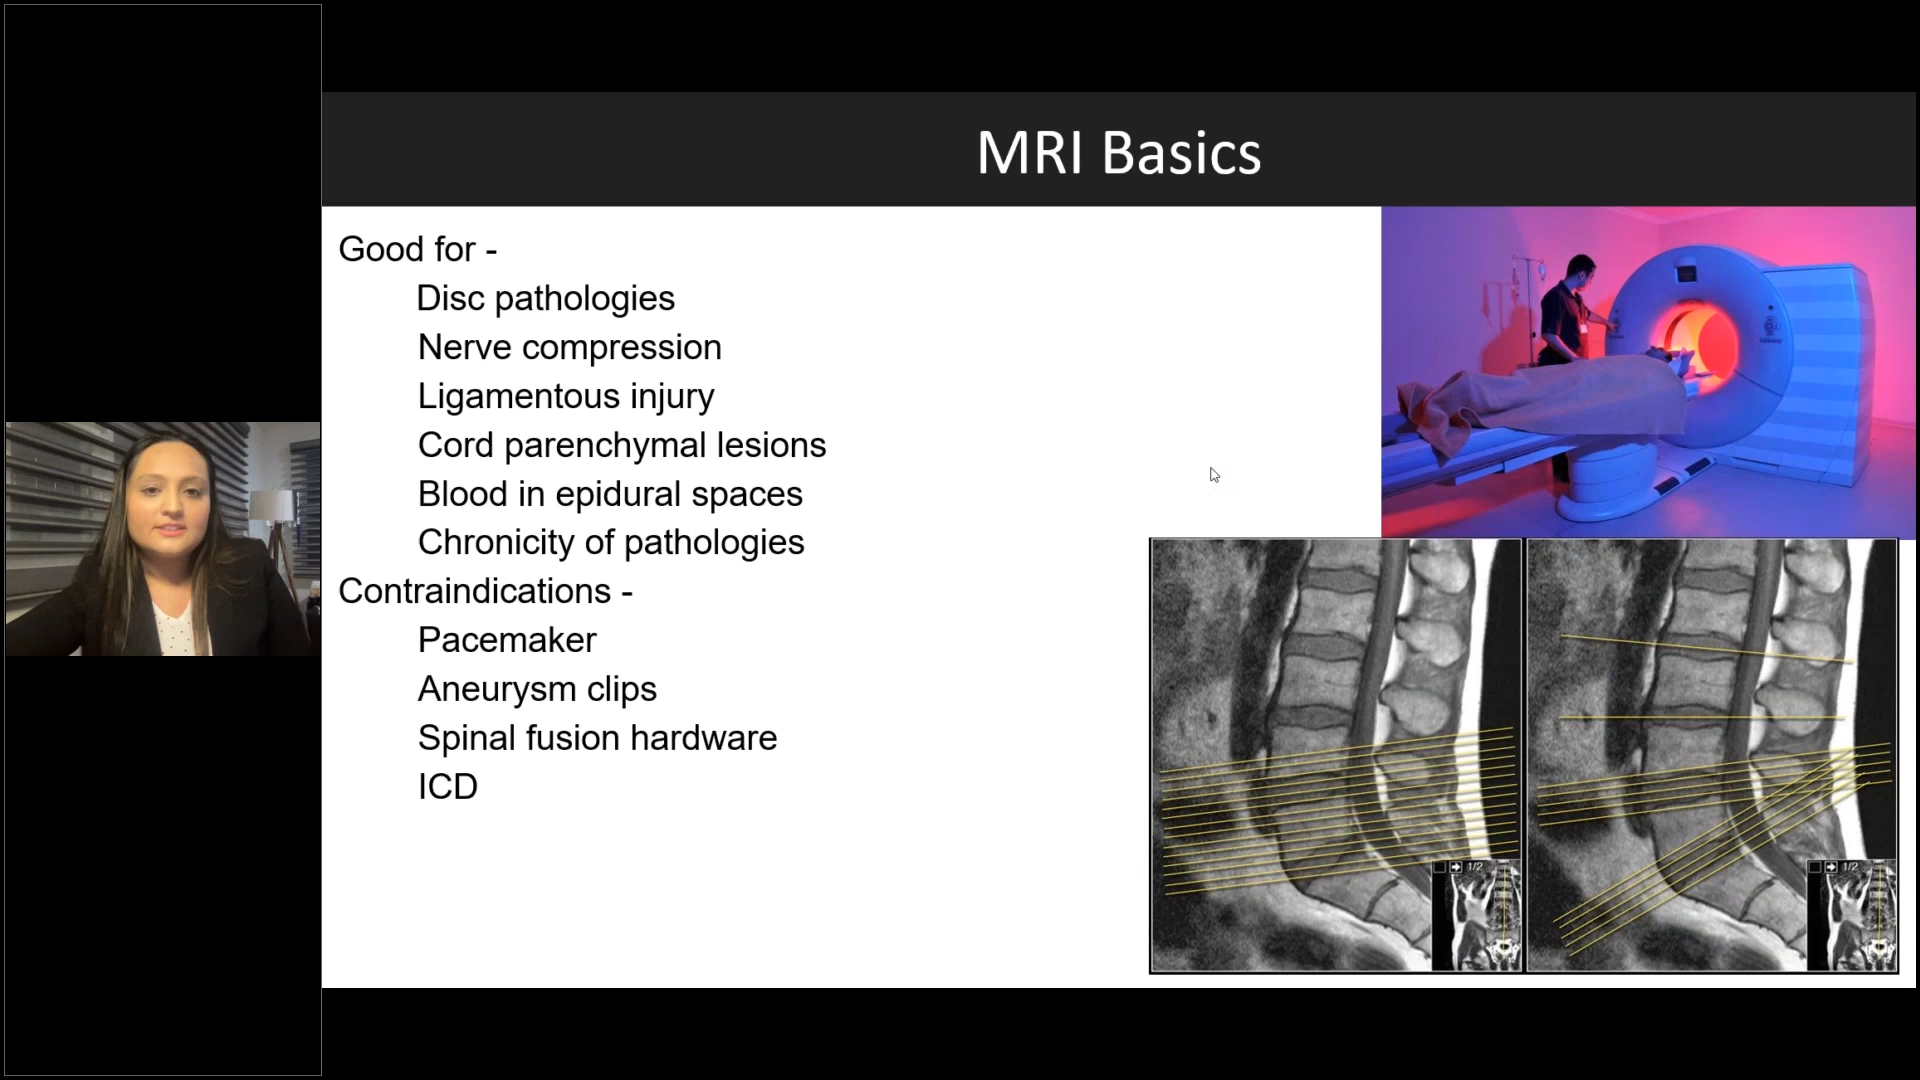 MRI Basics
Good for -
Disc pathologies
Nerve compression
Ligamentous injury
Cord parenchymal lesions
Blood in epidural spaces
Chronicity of pathologies
Contraindications -
Pacemaker
Aneurysm clips
Spinal fusion hardware
ICD
1/2
1/2